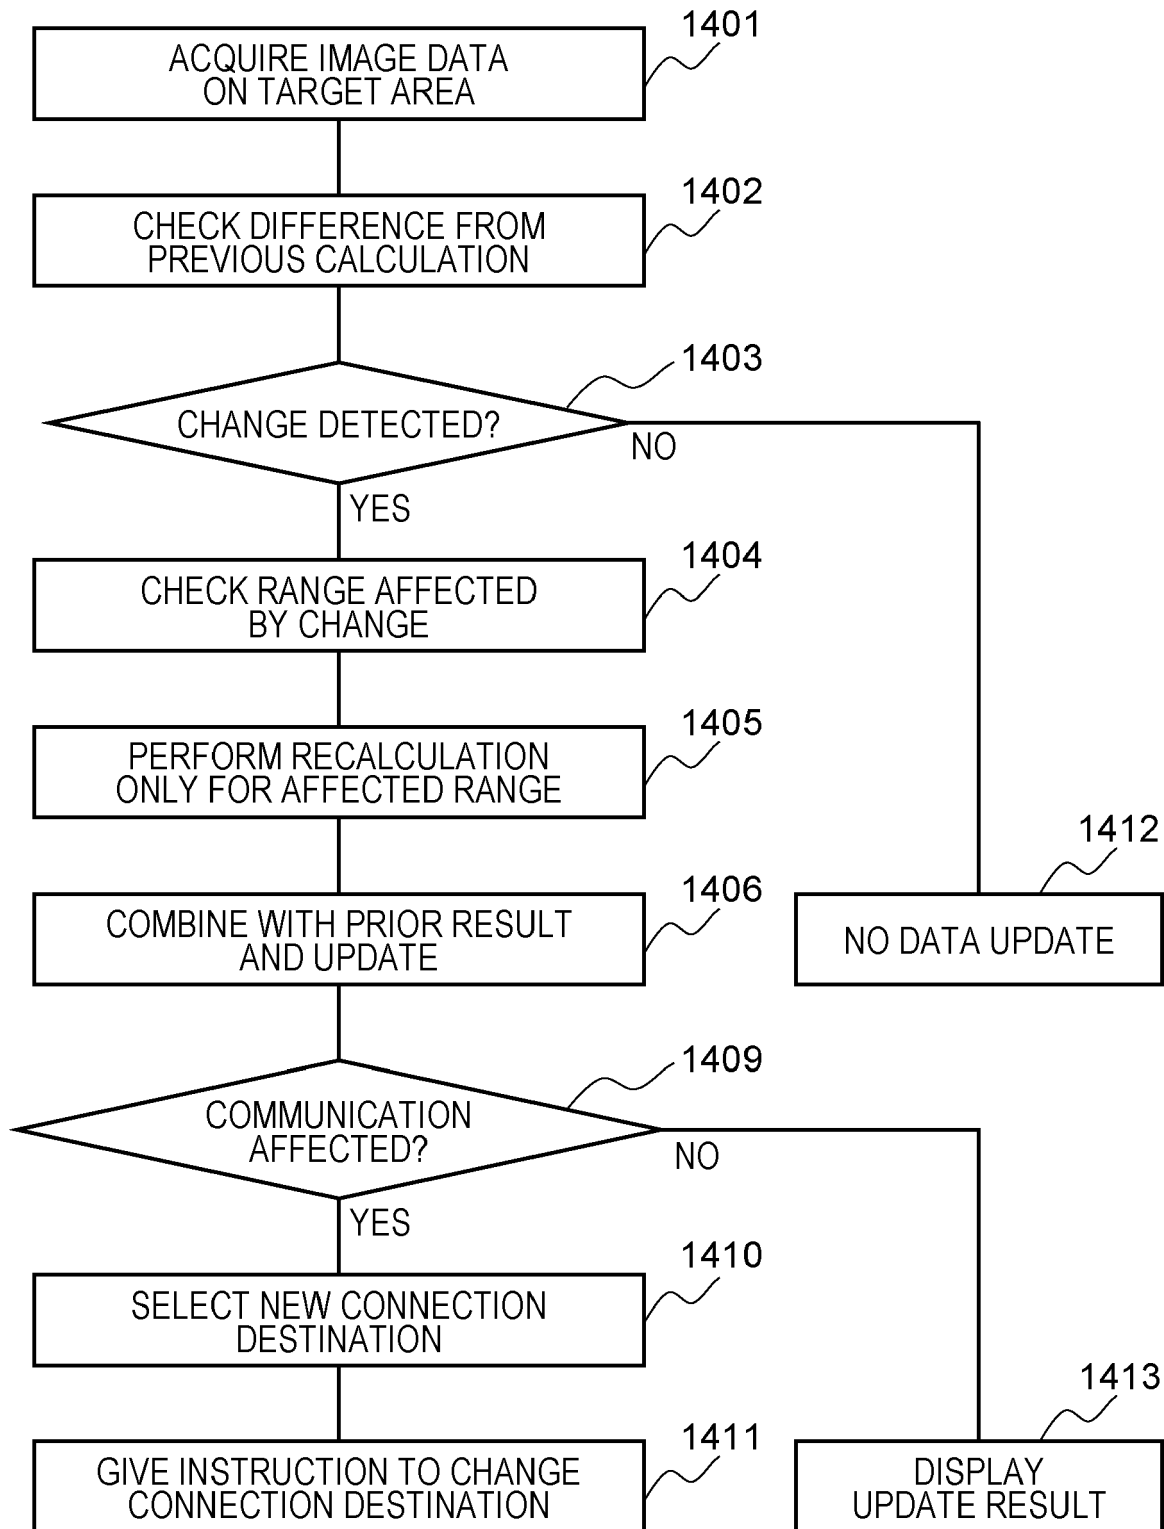 1401
ACQUIRE IMAGE DATA
ON TARGET AREA
1402
CHECK DIFFERENCE FROM
PREVIOUS CALCULATION
1403
CHANGE DETECTED?
NO
YES
1404
CHECK RANGE AFFECTED
BY CHANGE
1405
PERFORM RECALCULATION
ONLY FOR AFFECTED RANGE
1412
NO DATA UPDATE
1406
COMBINE WITH PRIOR RESULT
AND UPDATE
1409
COMMUNICATION
AFFECTED?
NO
YES
1410
SELECT NEW CONNECTION
DESTINATION
1411
GIVE INSTRUCTION TO CHANGE
CONNECTION DESTINATION
1413
DISPLAY
UPDATE RESULT